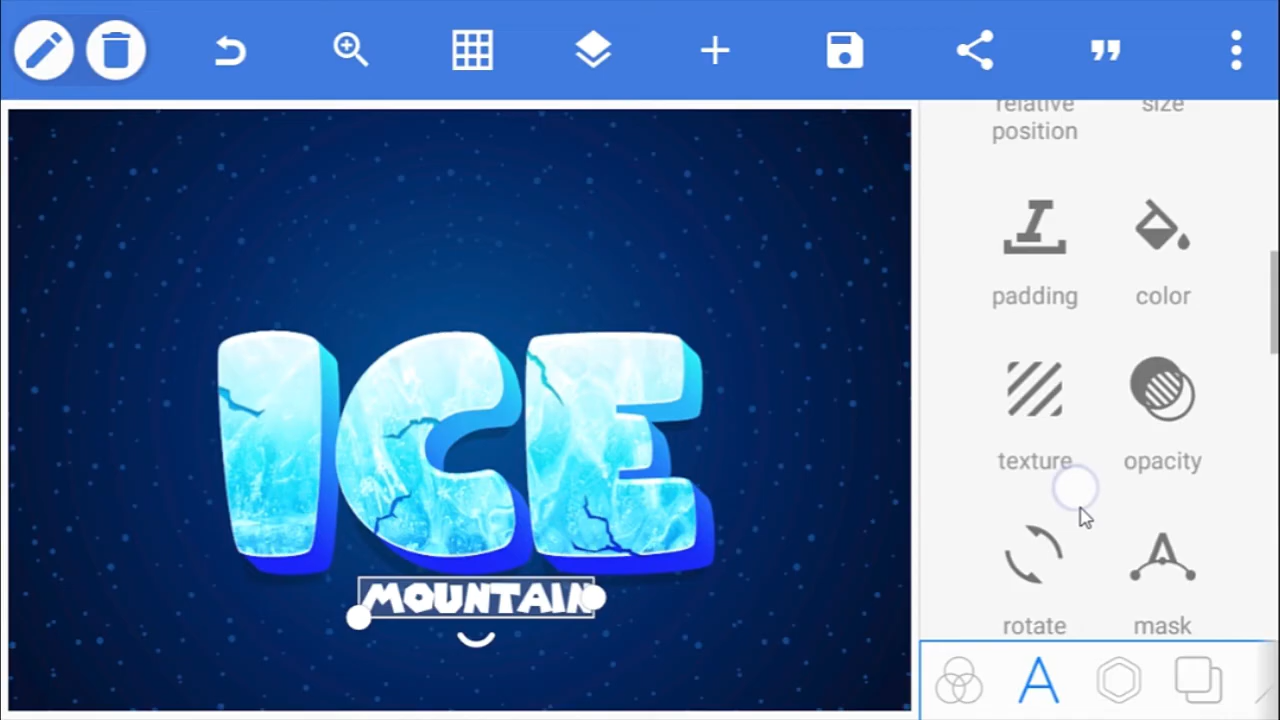 relative
position
size
padding
color
texture
opacity
rotate
mask
ICE
MOUNTAIN